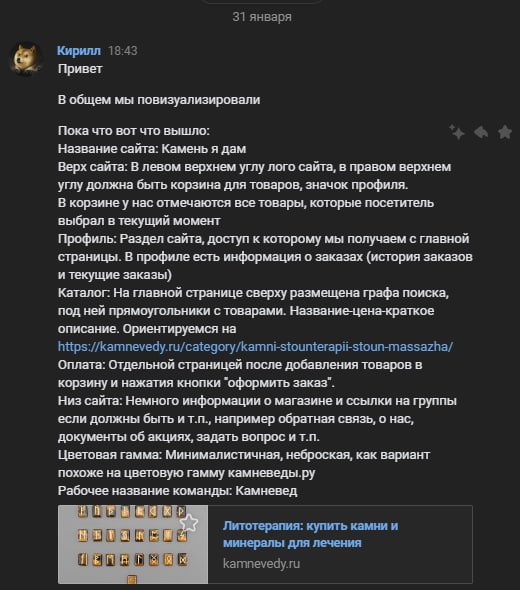 31 января
Кирилл 18:43
Привет
В общем мы повизуализировали
Пока что вот что вышло:
Название сайта: Камень я дам
Верх сайта: В левом верхнем углу лого сайта, в правом верхнем
углу должна быть корзина для товаров, значок профиля.
В корзине у нас отмечаются все товары, которые посетитель
выбрал в текущий момент
Профиль: Раздел сайта, доступ к которому мы получаем с главной
страницы. В профиле есть информация о заказах (история заказов
и текущие заказы)
Каталог: На главной странице сверху размещена графа поиска,
под ней прямоугольники с товарами. Название-цена-краткое
описание. Ориентируемся на
https://kamnevedy.ru/category/kamni-stounterapii-stoun-massazha/
Оплата: Отдельной страницей после добавления товаров в
корзину и нажатия кнопки "оформить заказ".
Низ сайта: Немного информации о магазине и ссылки на группы
если должны быть и т.п., например обратная связь, о нас,
документы об акциях, задать вопрос и т.п.
Цветовая гамма: Минималистичная, неброская, как вариант
похоже на цветовую гамму камневеды.ру
Рабочее название команды: Камневед
Литотерапия: купить камни и
минералы для лечения
kamnevedy.ru